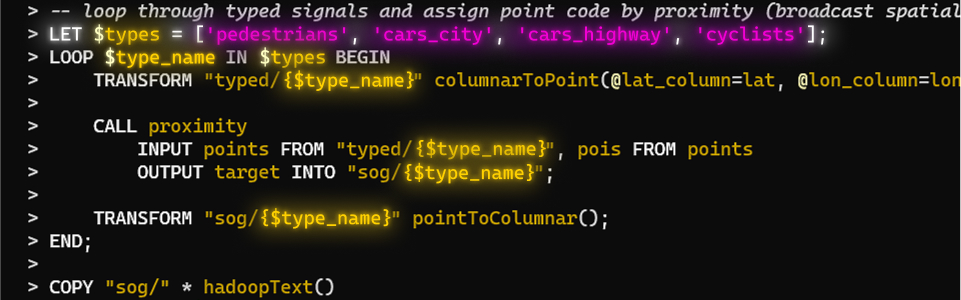 > -- loop through typed signals and assign point code by proximity (broadcast spatial
> LET $types = ['pedestrians', 'cars_city', 'cars_highway', 'cyclists'];
> LOOP $type_name IN $types BEGIN
>     TRANSFORM "typed/{$type_name}" columnarToPoint(@lat_column=lat, @lon_column=lon
>
>     CALL proximity
>         INPUT points FROM "typed/{$type_name}", pois FROM points
>         OUTPUT target INTO "sog/{$type_name}";
>
>     TRANSFORM "sog/{$type_name}" pointToColumnar();
> END;
>
> COPY "sog/" * hadoopText()